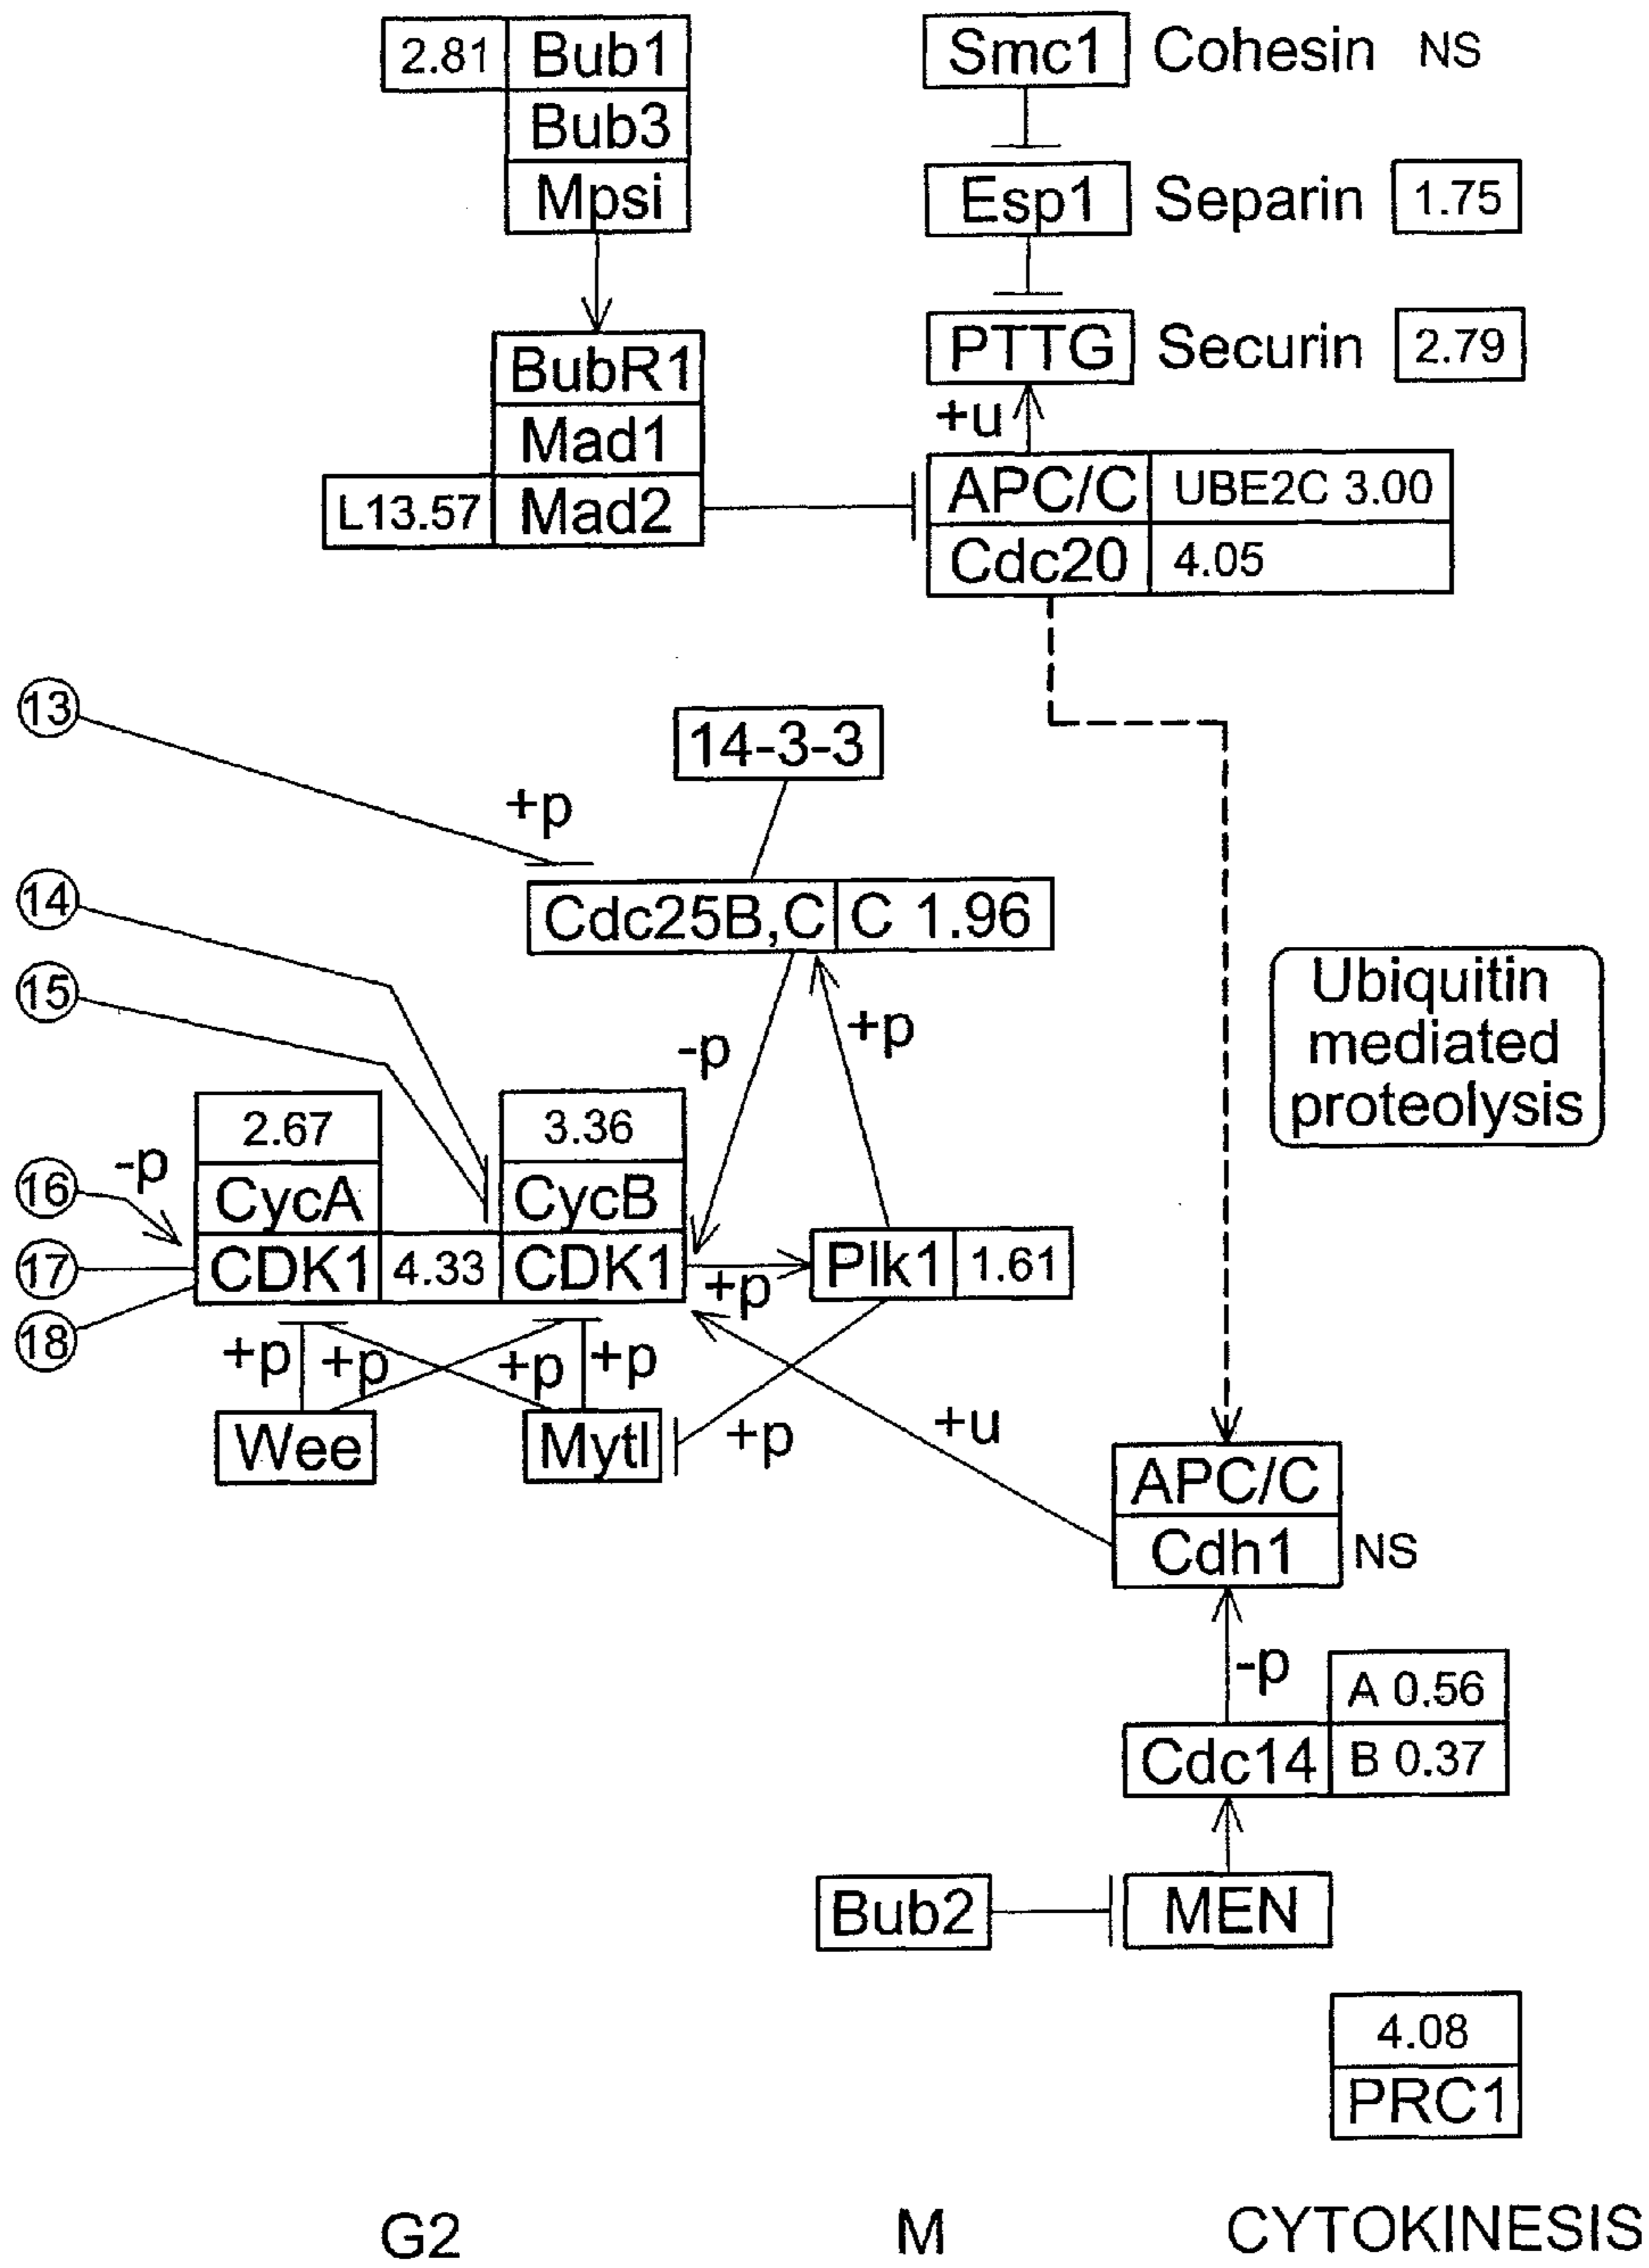 2.81 Bub1
Bub3
Mpsi
Smc1 Cohesin NS
Esp1 Separin 1.75
PTTG Securin 2.79
+u
BubR1
Mad1
L13.57 Mad2
APC/C UBE2C 3.00
Cdc20 4.05
13
14-3-3
+p
14
Cdc25B,C C 1.96
15
-p
+p
Ubiquitin
mediated
proteolysis
2.67
3.36
-p
16
CycA
CycB
17
CDK1 4.33 CDK1
+p
Plk1 1.61
18
+p +p +p +p
Wee
Mytl
+p
+u
APC/C
Cdh1 NS
-p
A 0.56
Cdc14 B 0.37
Bub2
MEN
4.08
PRC1
G2 M CYTOKINESIS